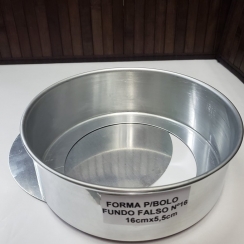 FORMA P/BOLO
FUNDO FALSO Nº16
16cmx5,5cm